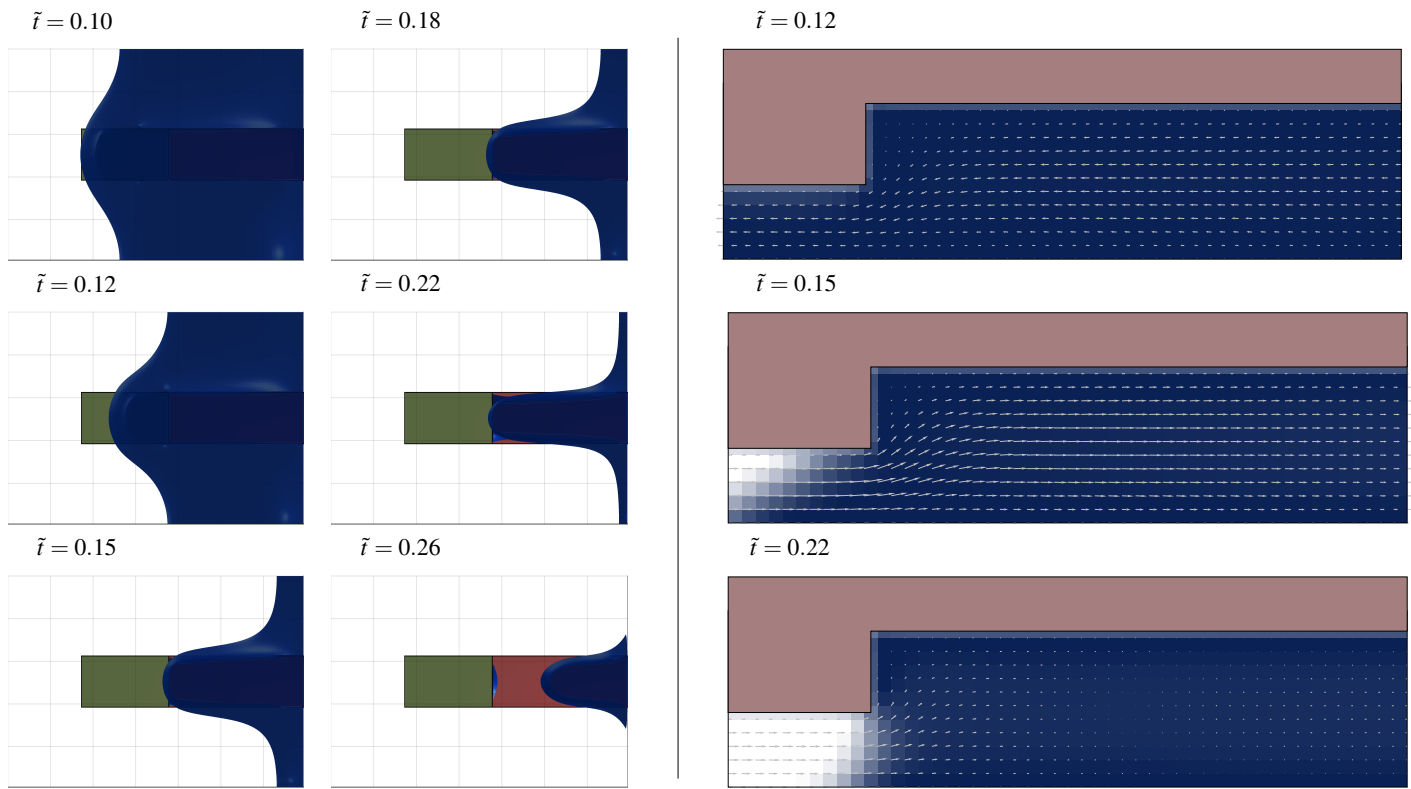 t̃ = 0.10
t̃ = 0.18
t̃ = 0.12
t̃ = 0.12
t̃ = 0.22
t̃ = 0.15
t̃ = 0.15
t̃ = 0.26
t̃ = 0.22